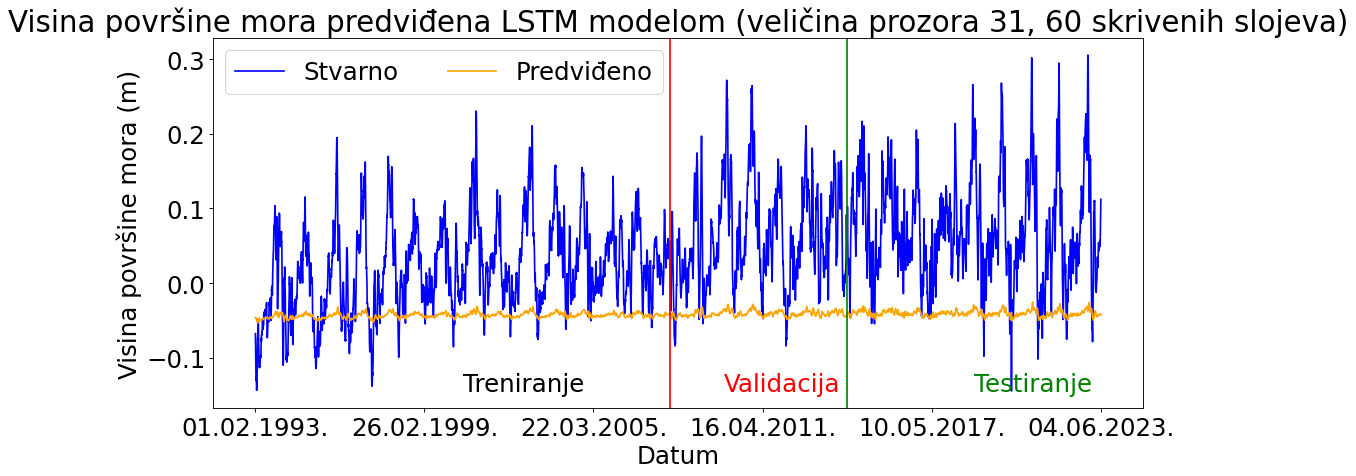 Visina površine mora predviđena LSTM modelom (veličina prozora 31, 60 skrivenih slojeva)
Stvarno Predviđeno
Visina površine mora (m)
0.3
0.2
0.1
0.0
−0.1
Treniranje Validacija Testiranje
01.02.1993. 26.02.1999. 22.03.2005. 16.04.2011. 10.05.2017. 04.06.2023.
Datum